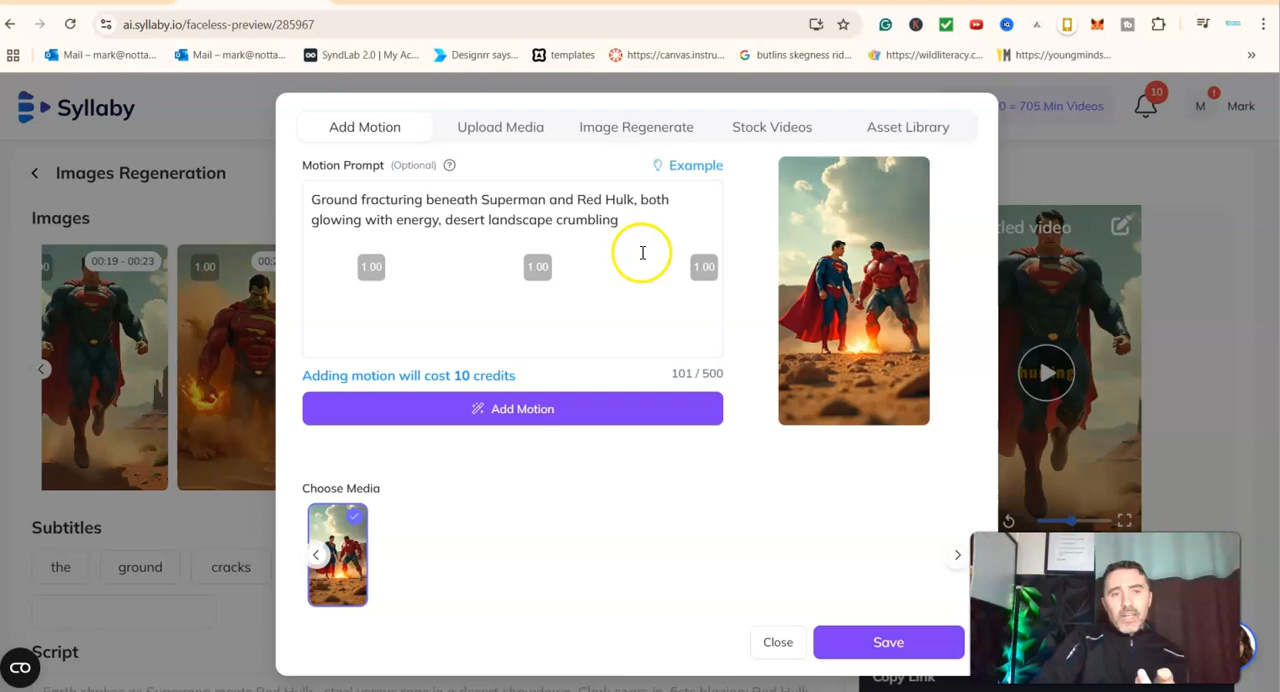 ai.syllaby.io/faceless-preview/285967
Mail – mark@notta...
Mail – mark@notta...
SyndLab 2.0 | My Ac...
Designrr says...
templates
https://canvas.instru...
butlins skegness rid...
https://wildliteracy.c...
https://youngminds...
»
Syllaby
0 = 705 Min Videos
10
M
!
Mark
Add Motion
Upload Media
Image Regenerate
Stock Videos
Asset Library
Images Regeneration
Motion Prompt (Optional) ?
Example
Ground fracturing beneath Superman and Red Hulk, both
glowing with energy, desert landscape crumbling
1.00
1.00
1.00
Images
00:19 - 00:23
1.00
tled video
Adding motion will cost 10 credits
101 / 500
Add Motion
Choose Media
Subtitles
the
ground
cracks
Close
Save
Script
Copy Link